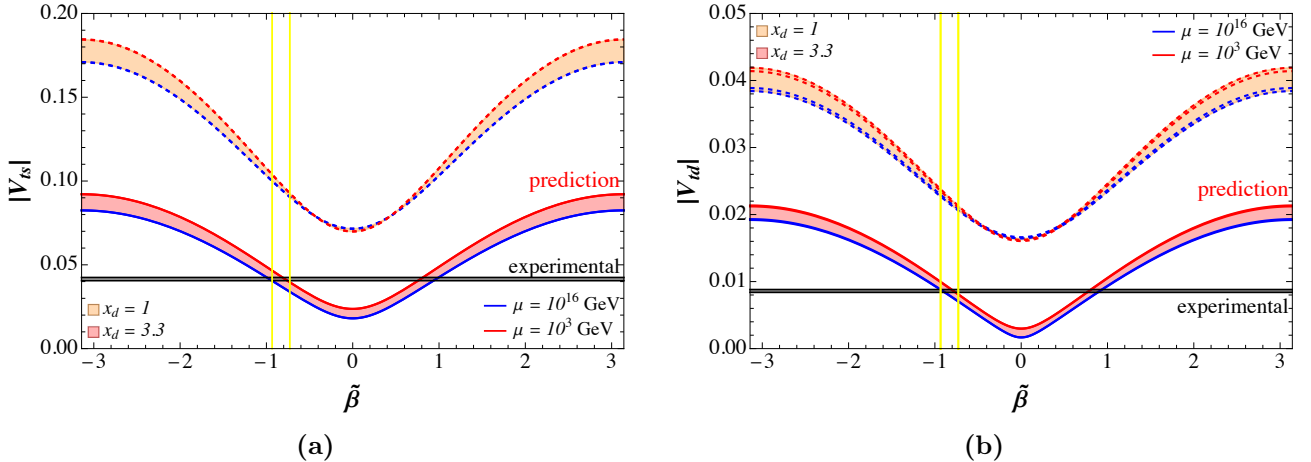 |V_ts|
0.20
0.15
0.10
0.05
0.00
prediction
experimental
x_d = 1
x_d = 3.3
μ = 10^16 GeV
μ = 10^3 GeV
−3 −2 −1 0 1 2 3
β̃
(a)
|V_td|
0.05
0.04
0.03
0.02
0.01
0.00
x_d = 1
x_d = 3.3
μ = 10^16 GeV
μ = 10^3 GeV
prediction
experimental
−3 −2 −1 0 1 2 3
β̃
(b)